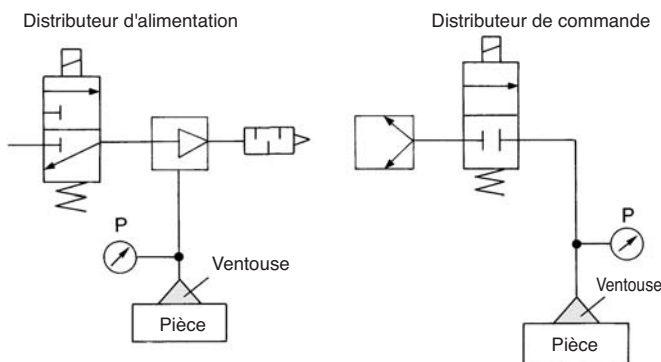 Distributeur d'alimentation
Distributeur de commande
P
Ventouse
Pièce
P
Ventouse
Pièce